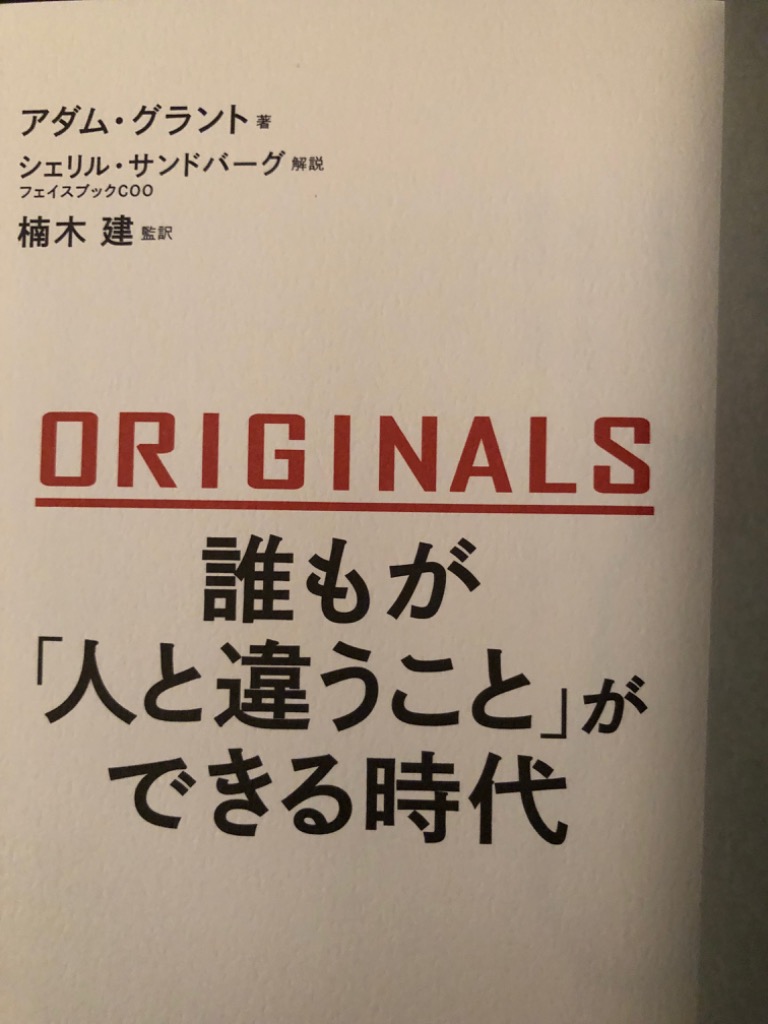 アダム・グラント 著
シェリル・サンドバーグ 解説
フェイスブックCOO
楠木 建 監訳
ORIGINALS
誰もが
「人と違うこと」が
できる時代